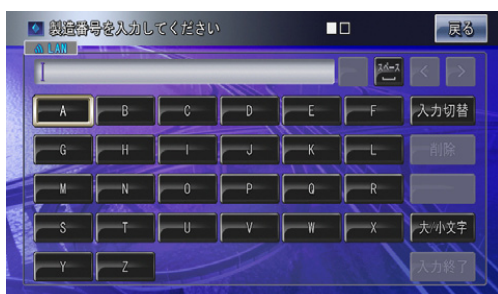 製造番号を入力してください 戻る
LAN
スペース < >
A B C D E F 入力切替
G H I J K L 削除
M N O P Q R
S T U V W X 大/小文字
Y Z 入力終了